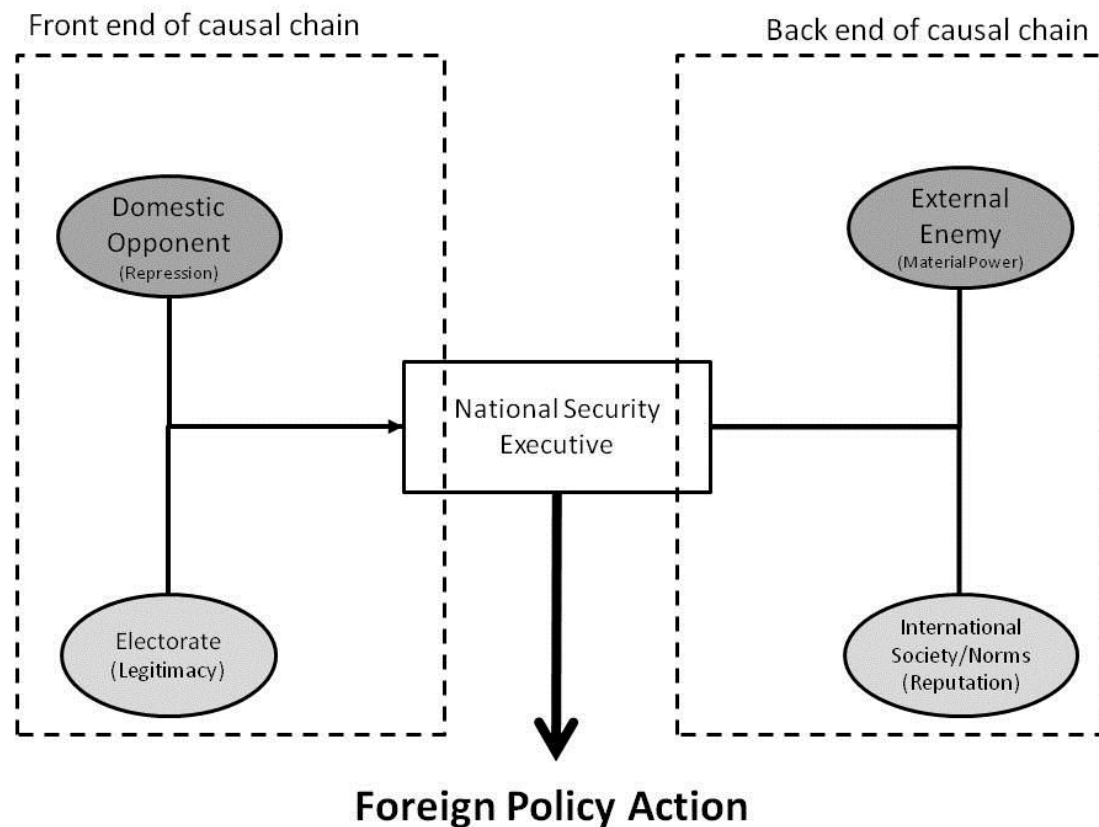 Front end of causal chain
Back end of causal chain
Domestic
Opponent
(Repression)
External
Enemy
(Material Power)
National Security
Executive
Electorate
(Legitimacy)
International
Society/Norms
(Reputation)
Foreign Policy Action